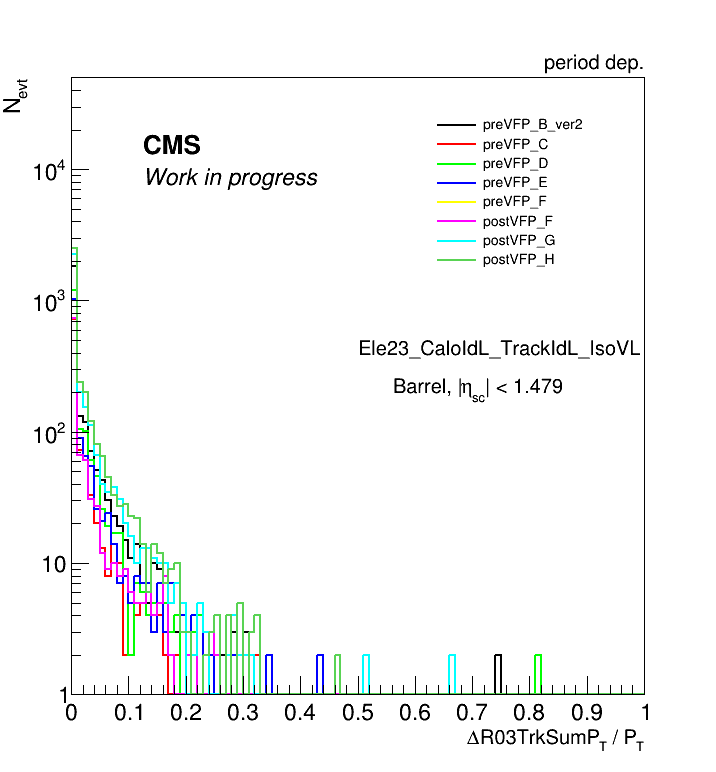 period dep.
N_evt
CMS
Work in progress
preVFP_B_ver2
preVFP_C
preVFP_D
preVFP_E
preVFP_F
postVFP_F
postVFP_G
postVFP_H
Ele23_CaloIdL_TrackIdL_IsoVL
Barrel, |η_sc| < 1.479
10^4
10^3
10^2
10
1
0 0.1 0.2 0.3 0.4 0.5 0.6 0.7 0.8 0.9 1
ΔR03TrkSumP_T / P_T